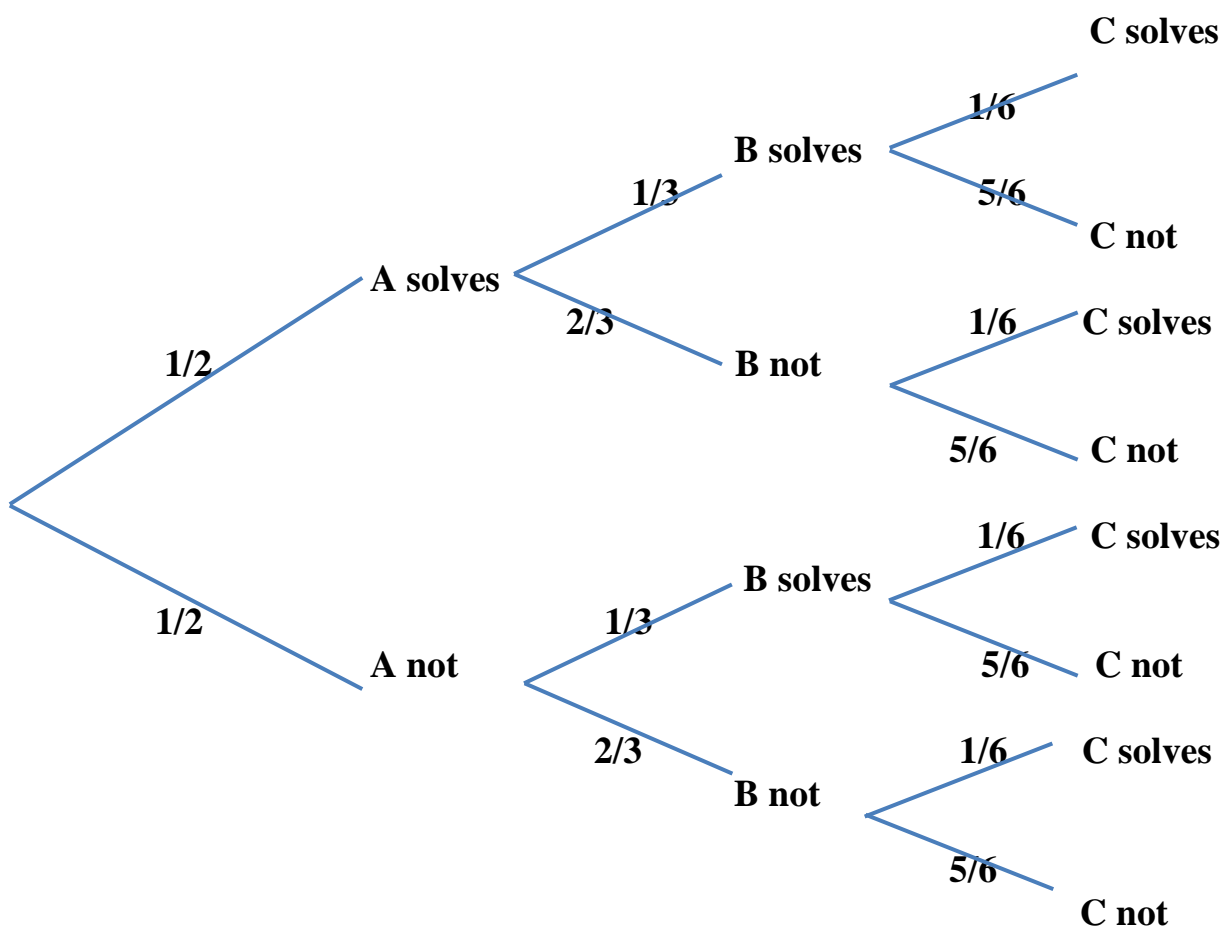 C solves
1/6
B solves
1/3
5/6
C not
A solves
2/3
1/6
C solves
1/2
B not
5/6
C not
1/6
C solves
B solves
1/2
1/3
A not
5/6
C not
2/3
1/6
C solves
B not
5/6
C not